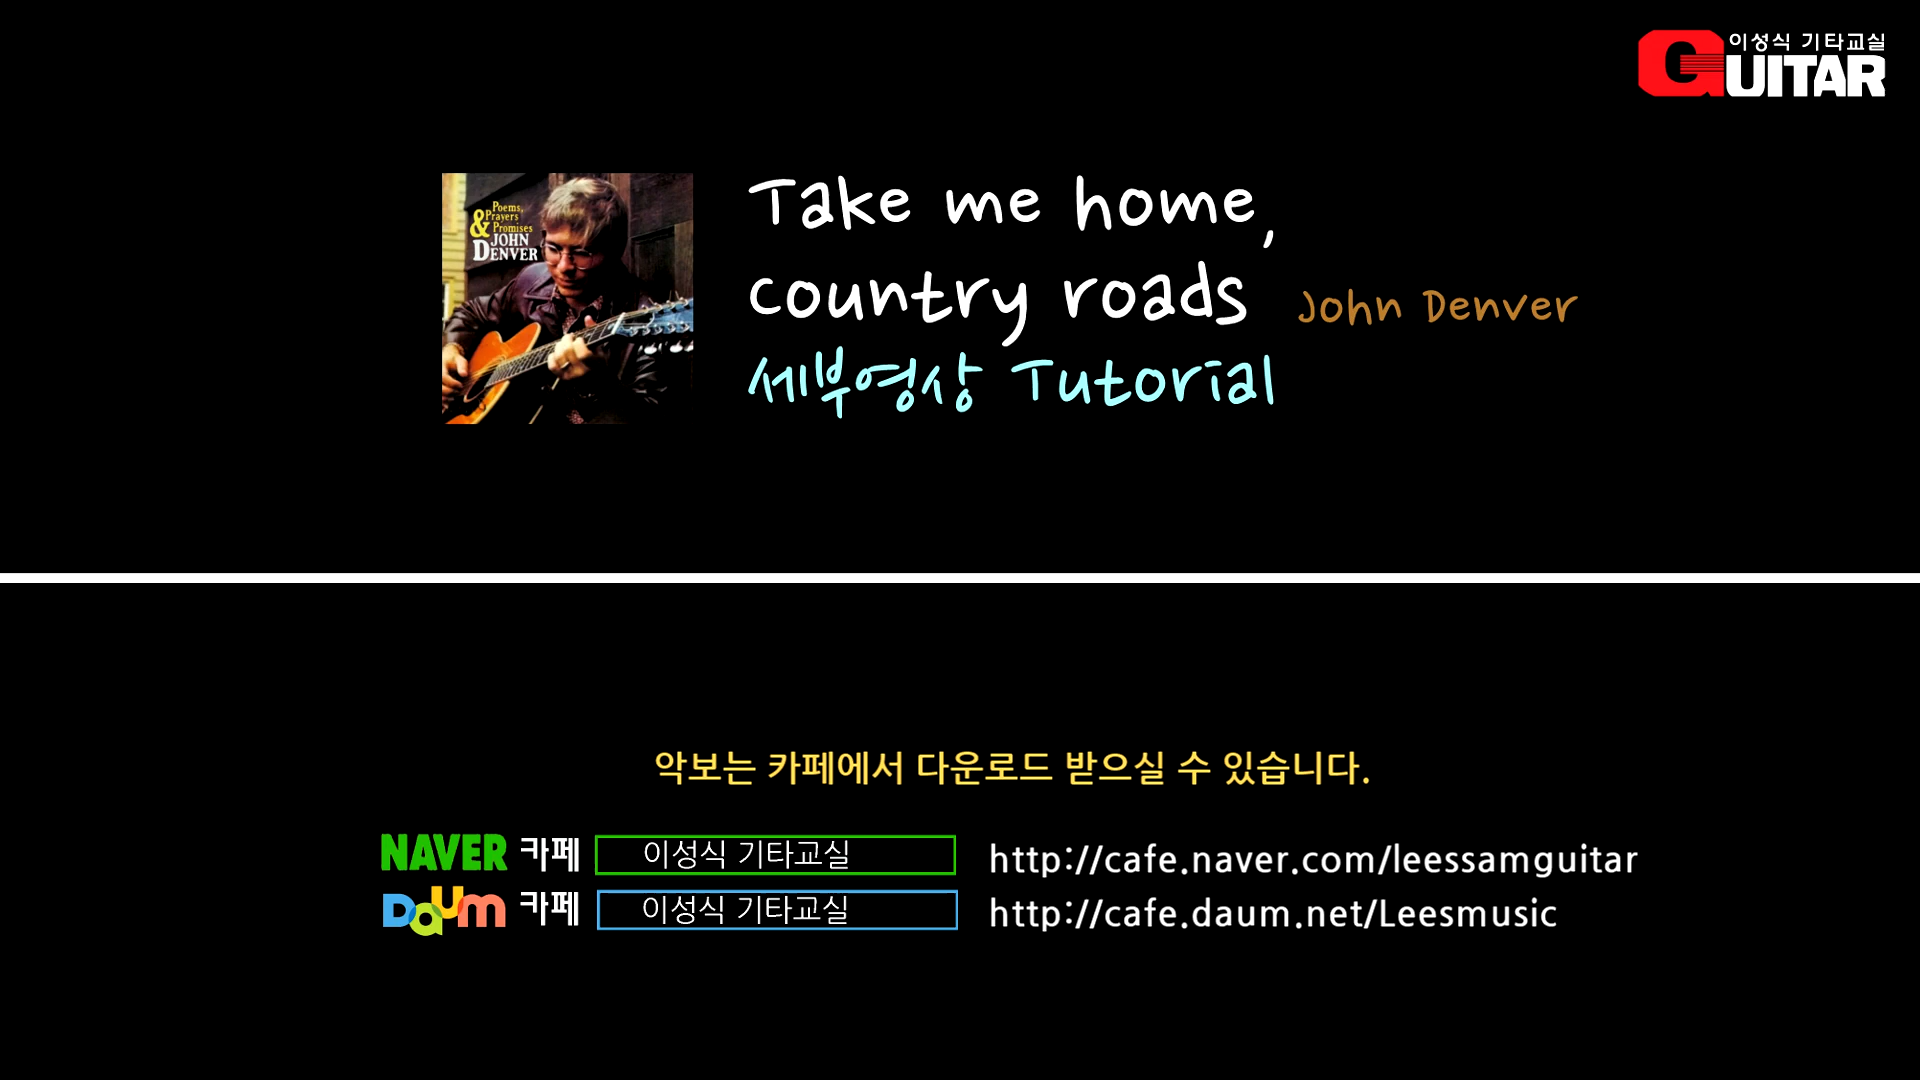 이성식 기타교실
GUITAR
Poems,
Prayers
& Promises
JOHN
DENVER
Take me home,
country roads John Denver
세부영상 Tutorial
악보는 카페에서 다운로드 받으실 수 있습니다.
NAVER 카페 이성식 기타교실 http://cafe.naver.com/leessamguitar
Daum 카페 이성식 기타교실 http://cafe.daum.net/Leesmusic